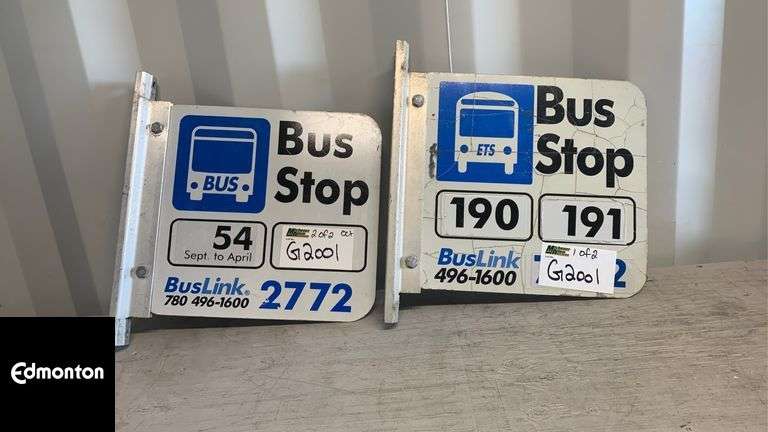 BUS
Bus
Stop
54
Sept. to April
2 of 2
G2001
BusLink®
780 496-1600
2772
ETS
Bus
Stop
190
191
1 of 2
G2001
BusLink
496-1600
2
Edmonton